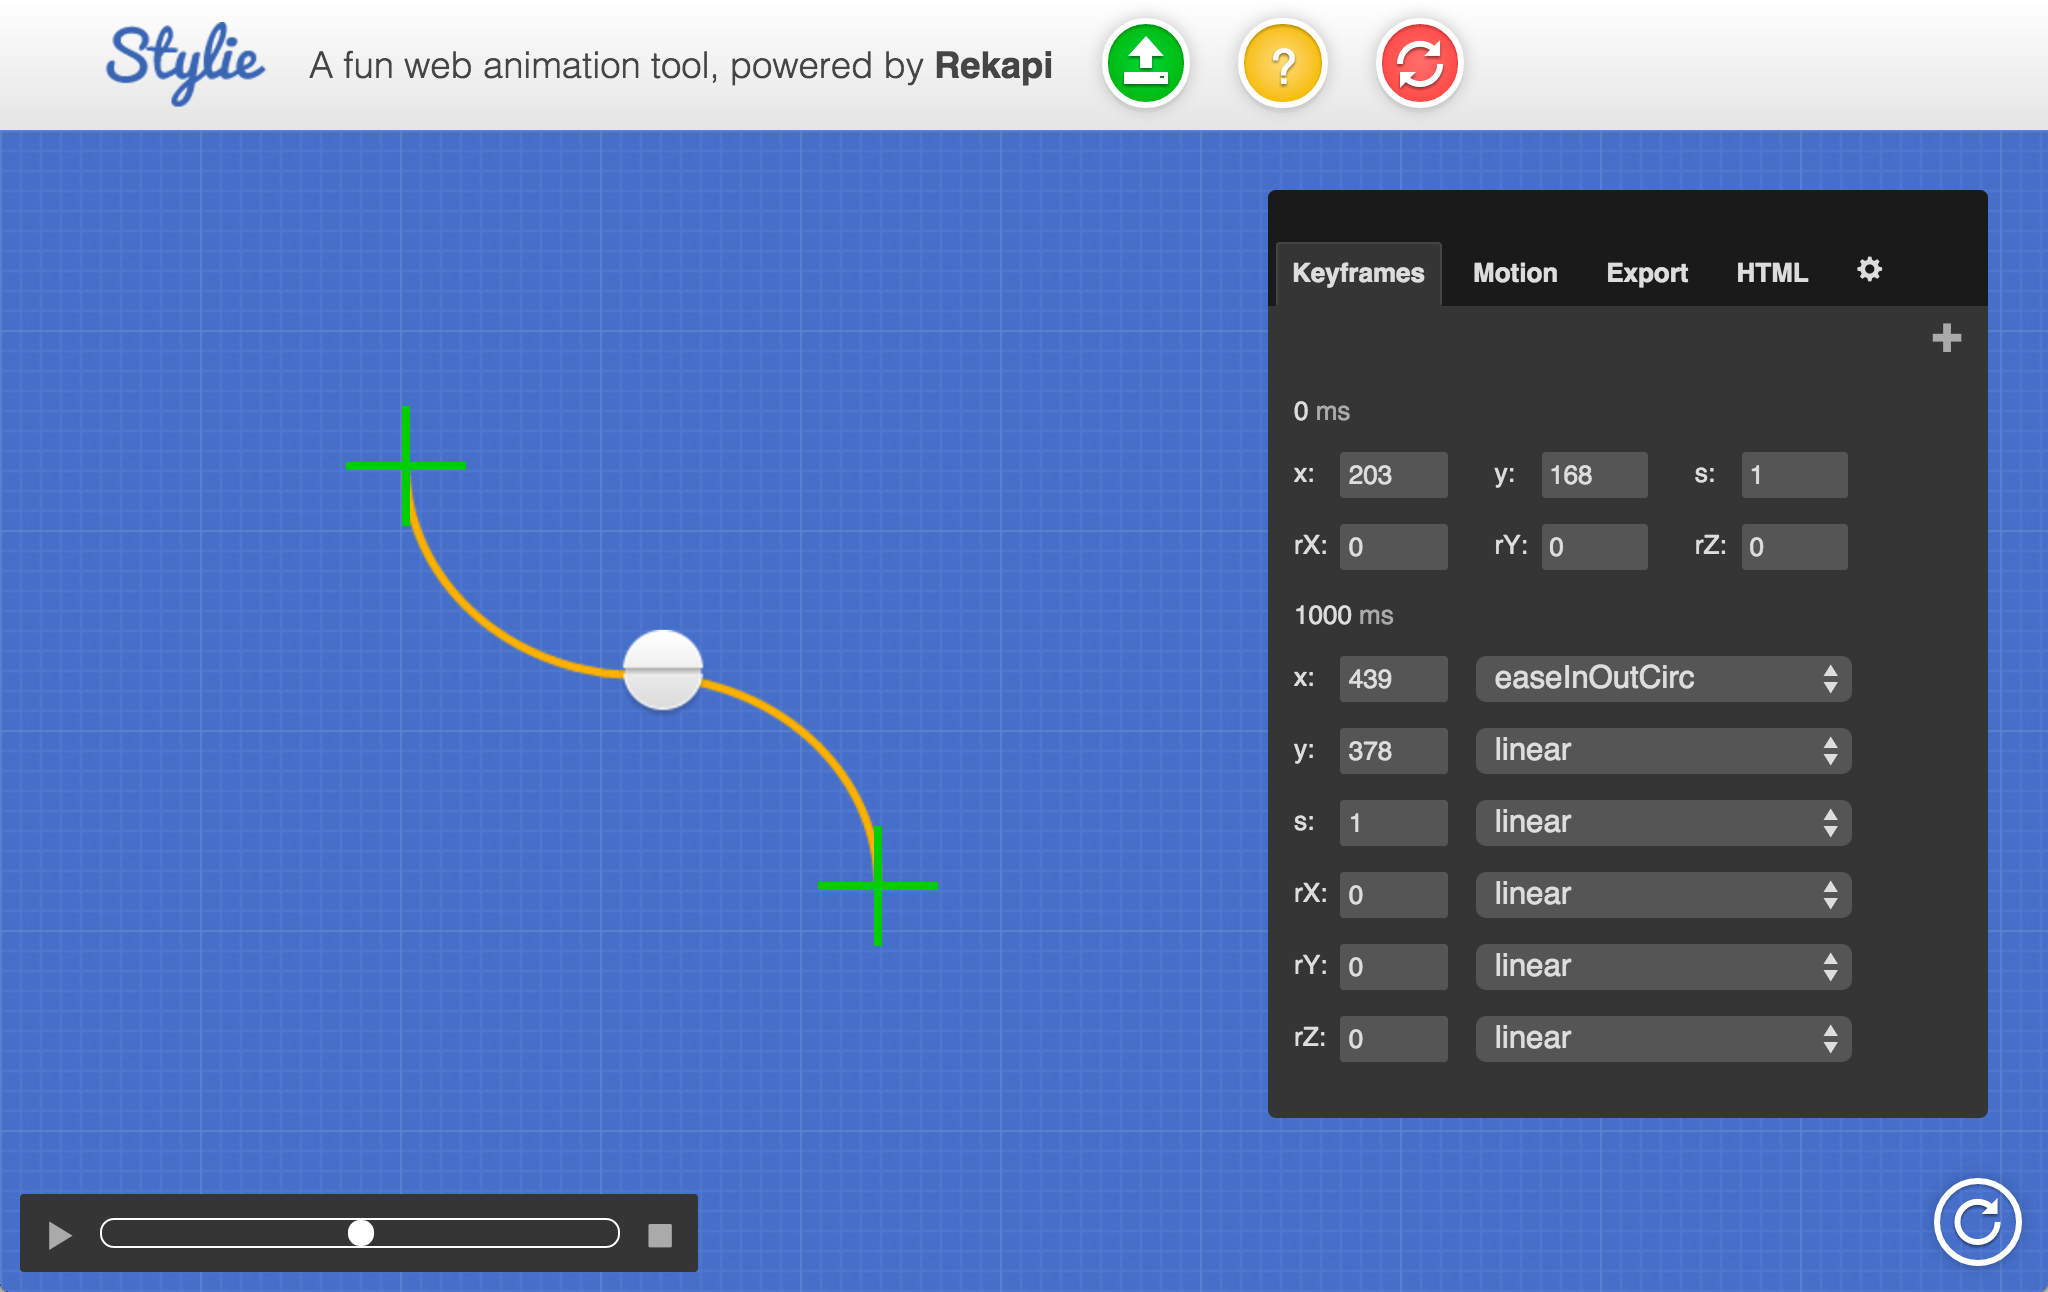 Stylie A fun web animation tool, powered by Rekapi ?
Keyframes Motion Export HTML
0 ms
x: 203 y: 168 s: 1
rX: 0 rY: 0 rZ: 0
1000 ms
x: 439 easeInOutCirc
y: 378 linear
s: 1 linear
rX: 0 linear
rY: 0 linear
rZ: 0 linear